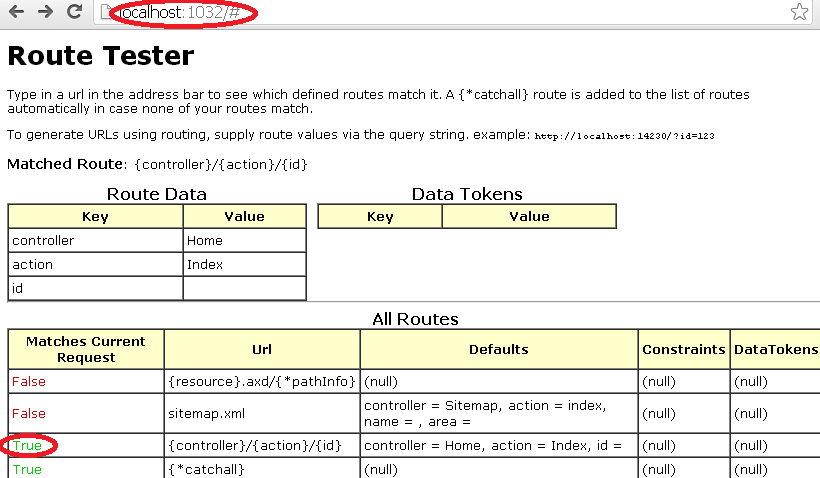 localhost:1032/#
Route Tester
Type in a url in the address bar to see which defined routes match it. A {*catchall} route is added to the list of routes
automatically in case none of your routes match.
To generate URLs using routing, supply route values via the query string. example: http://localhost:14230/?id=123
Matched Route: {controller}/{action}/{id}
Route Data
Key Value
controller Home
action Index
id
Data Tokens
Key Value
All Routes
Matches Current Request Url Defaults Constraints DataTokens
False {resource}.axd/{*pathInfo} (null) (null) (null)
False sitemap.xml controller = Sitemap, action = index, name = , area = (null) (null)
True {controller}/{action}/{id} controller = Home, action = Index, id = (null) (null)
True {*catchall} (null) (null) (null)